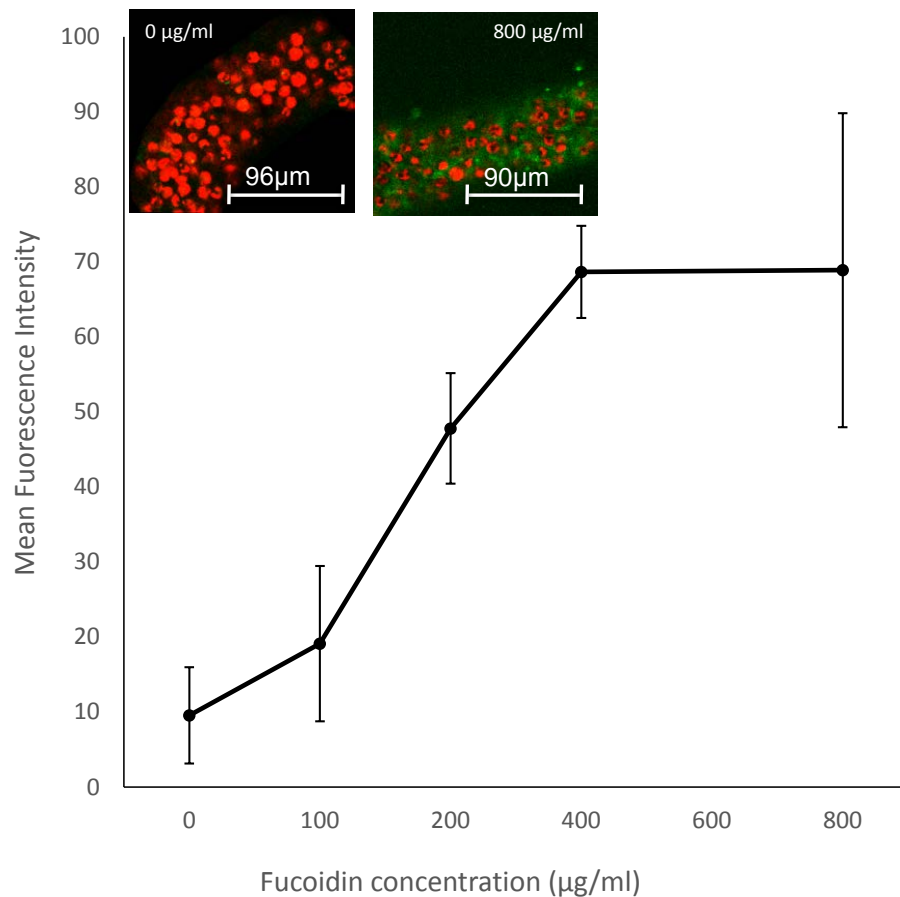 0 µg/ml
800 µg/ml
96µm
90µm
100
90
80
70
60
50
40
30
20
10
0
Mean Fuorescence Intensity
0 100 200 400 600 800
Fucoidin concentration (µg/ml)